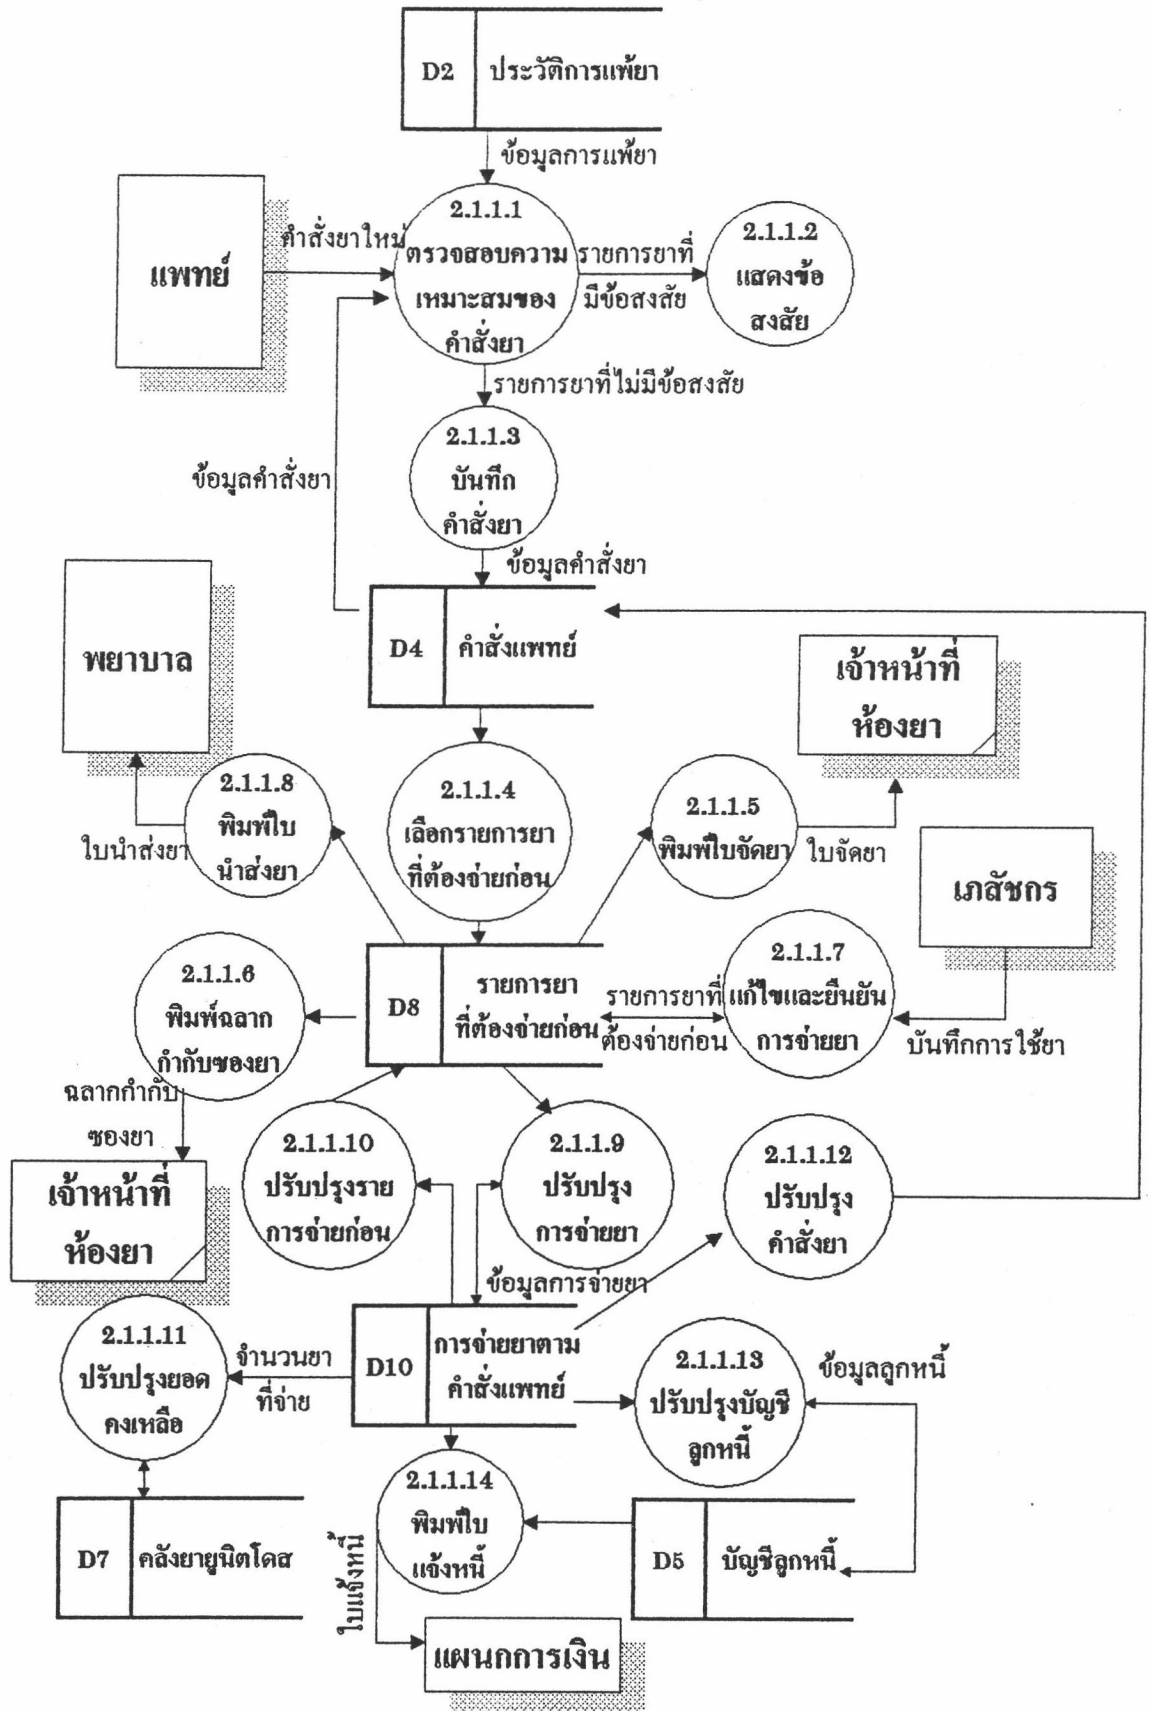 D2
ประวัติการแพ้ยา
ข้อมูลการแพ้ยา
แพทย์
คำสั่งยาใหม่
2.1.1.1
ตรวจสอบความ
เหมาะสมของ
คำสั่งยา
รายการยาที่
มีข้อสงสัย
2.1.1.2
แสดงข้อ
สงสัย
รายการยาที่ไม่มีข้อสงสัย
2.1.1.3
บันทึก
คำสั่งยา
ข้อมูลคำสั่งยา
ข้อมูลคำสั่งยา
พยาบาล
D4
คำสั่งแพทย์
เจ้าหน้าที่
ห้องยา
2.1.1.8
พิมพ์ใบ
นำส่งยา
ใบนำส่งยา
2.1.1.4
เลือกรายการยา
ที่ต้องจ่ายก่อน
2.1.1.5
พิมพ์ใบจัดยา
ใบจัดยา
เภสัชกร
2.1.1.6
พิมพ์ฉลาก
กำกับซองยา
D8
รายการยา
ที่ต้องจ่ายก่อน
รายการยาที่
ต้องจ่ายก่อน
2.1.1.7
แก้ไขและยืนยัน
การจ่ายยา
บันทึกการใช้ยา
ฉลากกำกับ
ซองยา
เจ้าหน้าที่
ห้องยา
2.1.1.10
ปรับปรุงราย
การจ่ายก่อน
2.1.1.9
ปรับปรุง
การจ่ายยา
2.1.1.12
ปรับปรุง
คำสั่งยา
ข้อมูลการจ่ายยา
2.1.1.11
ปรับปรุงยอด
คงเหลือ
จำนวนยา
ที่จ่าย
D10
การจ่ายยาตาม
คำสั่งแพทย์
2.1.1.13
ปรับปรุงบัญชี
ลูกหนี้
ข้อมูลลูกหนี้
D7
คลังยายูนิตโดส
2.1.1.14
พิมพ์ใบ
แจ้งหนี้
ใบแจ้งหนี้
D5
บัญชีลูกหนี้
แผนกการเงิน